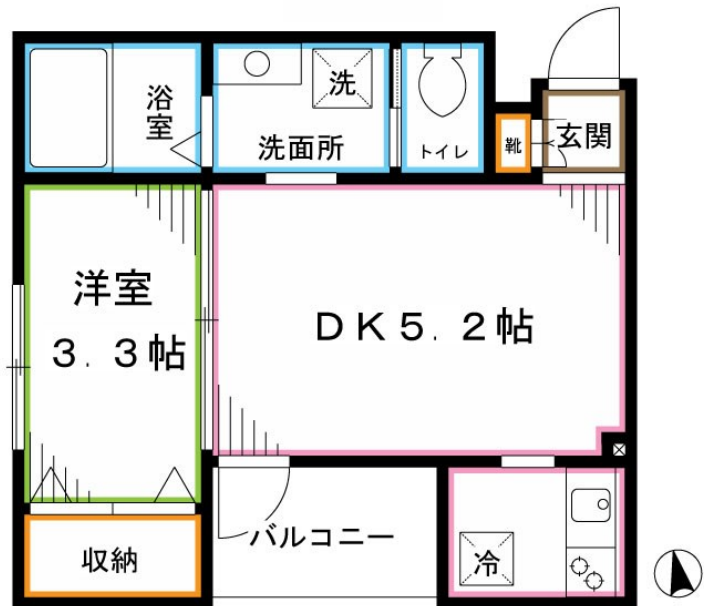 浴室
洗
洗面所
トイレ
靴
玄関
洋室
3.3帖
DK5.2帖
バルコニー
収納
冷